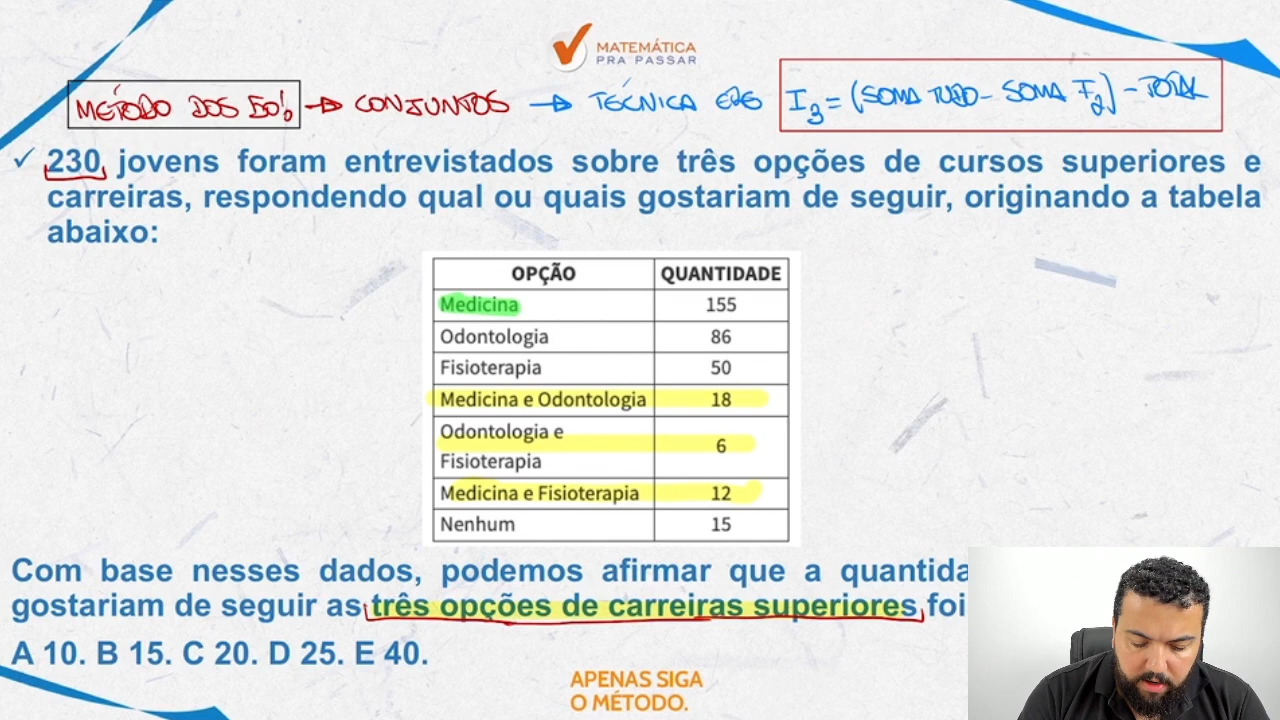 MATEMÁTICA
PRA PASSAR
MÉTODO DOS 50! → CONJUNTOS → TÉCNICA I₃ = (SOMA TUDO - SOMA I₂) - TOTAL
✓ 230 jovens foram entrevistados sobre três opções de cursos superiores e
carreiras, respondendo qual ou quais gostariam de seguir, originando a tabela
abaixo:
OPÇÃO QUANTIDADE
Medicina 155
Odontologia 86
Fisioterapia 50
Medicina e Odontologia 18
Odontologia e
Fisioterapia 6
Medicina e Fisioterapia 12
Nenhum 15
Com base nesses dados, podemos afirmar que a
gostariam de seguir as três opções de carreiras superiores foi
A 10. B 15. C 20. D 25. E 40.
APENAS SIGA
O MÉTODO.